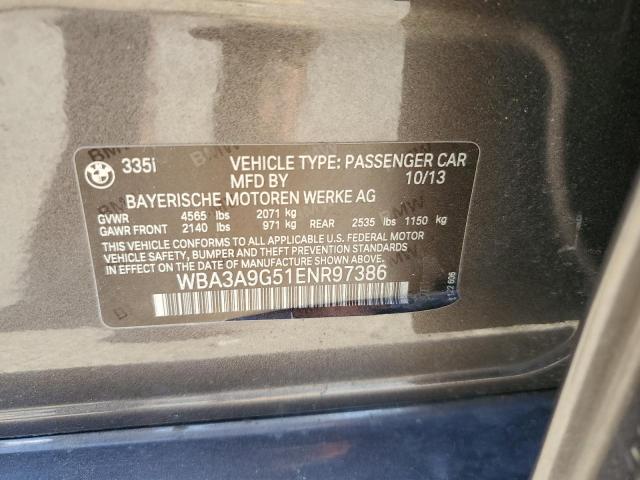 BMW
335i VEHICLE TYPE: PASSENGER CAR
MFD BY 10/13
BAYERISCHE MOTOREN WERKE AG
GVWR 4565 lbs 2071 kg
GAWR FRONT 2140 lbs 971 kg REAR 2535 lbs 1150 kg
THIS VEHICLE CONFORMS TO ALL APPLICABLE U.S. FEDERAL MOTOR
VEHICLE SAFETY, BUMPER AND THEFT PREVENTION STANDARDS
IN EFFECT ON THE DATE OF MANUFACTURE SHOWN ABOVE.
WBA3A9G51ENR97386